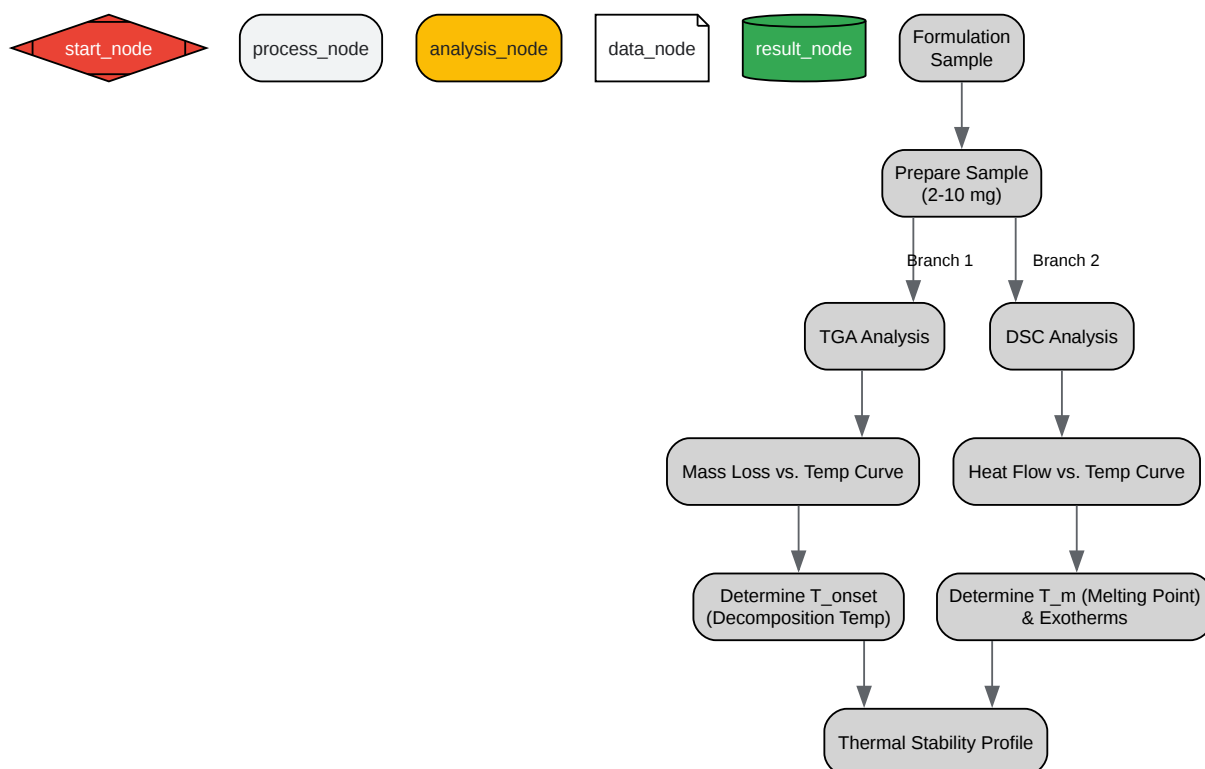 start_node
process_node
analysis_node
data_node
result_node
Formulation
Sample
Prepare Sample
(2-10 mg)
Branch 1
Branch 2
TGA Analysis
DSC Analysis
Mass Loss vs. Temp Curve
Heat Flow vs. Temp Curve
Determine T_onset
(Decomposition Temp)
Determine T_m (Melting Point)
& Exotherms
Thermal Stability Profile